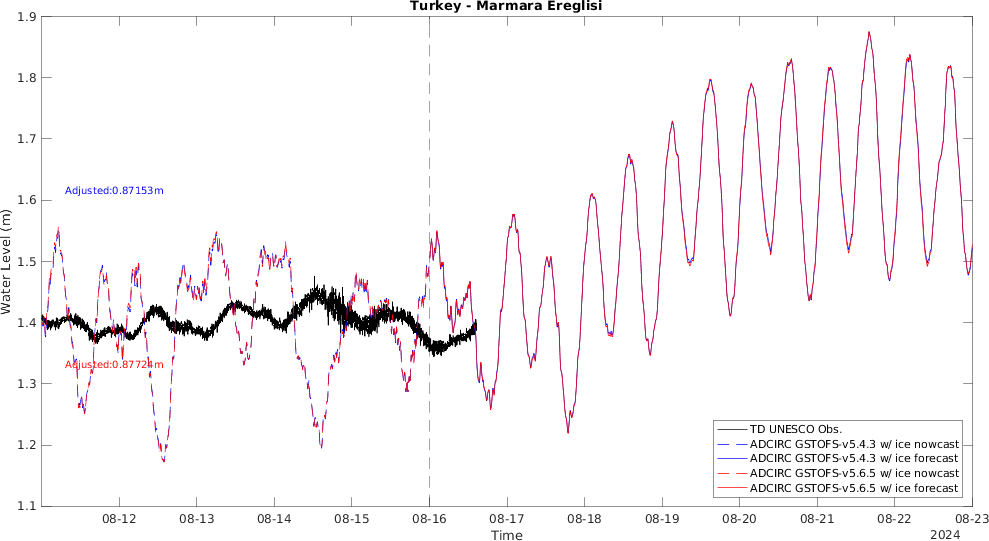 Turkey - Marmara Ereglisi
1.9
1.8
1.7
1.6
1.5
1.4
1.3
1.2
1.1
Water Level (m)
Adjusted:0.87153m
Adjusted:0.87724m
TD UNESCO Obs.
ADCIRC GSTOFS-v5.4.3 w/ ice nowcast
ADCIRC GSTOFS-v5.4.3 w/ ice forecast
ADCIRC GSTOFS-v5.6.5 w/ ice nowcast
ADCIRC GSTOFS-v5.6.5 w/ ice forecast
08-12 08-13 08-14 08-15 08-16 08-17 08-18 08-19 08-20 08-21 08-22 08-23
Time
2024